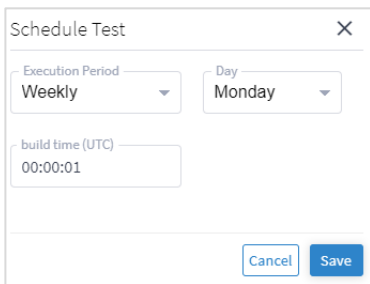 Schedule Test
Execution Period
Day
Weekly
Monday
build time (UTC)
00:00:01
Cancel
Save